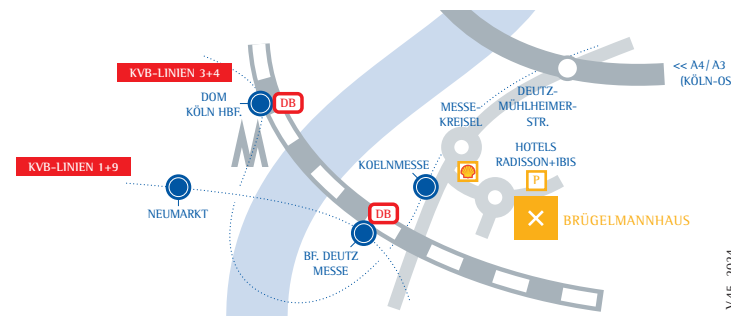 KVB-LINIEN 3+4
DOM
KÖLN HBF.
DB
KVB-LINIEN 1+9
NEUMARKT
BF. DEUTZ
MESSE
DB
KOELNMESSE
MESSE-
KREISEL
DEUTZ-
MÜHLHEIMER-
STR.
<< A4/ A3
(KÖLN-OS
HOTELS
RADISSON+IBIS
P
BRÜGELMANNHAUS